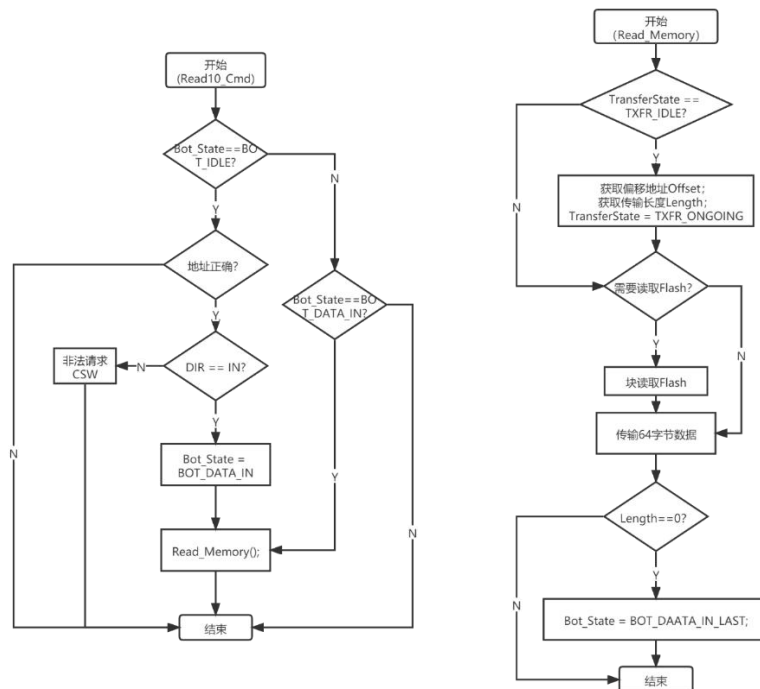 开始
(Read10_Cmd)
Bot_State==BO
T_IDLE?
N
Y
地址正确?
Bot_State==BO
T_DATA_IN?
Y
非法请求
CSW
N
DIR == IN?
Y
N
Bot_State =
BOT_DATA_IN
Y
N
Read_Memory();
结束
开始
(Read_Memory)
TransferState ==
TXFR_IDLE?
Y
获取偏移地址Offset;
获取传输长度Length;
TransferState = TXFR_ONGOING
N
需要读取Flash?
Y
N
块读取Flash
传输64字节数据
Length==0?
Y
N
Bot_State = BOT_DAATA_IN_LAST;
结束